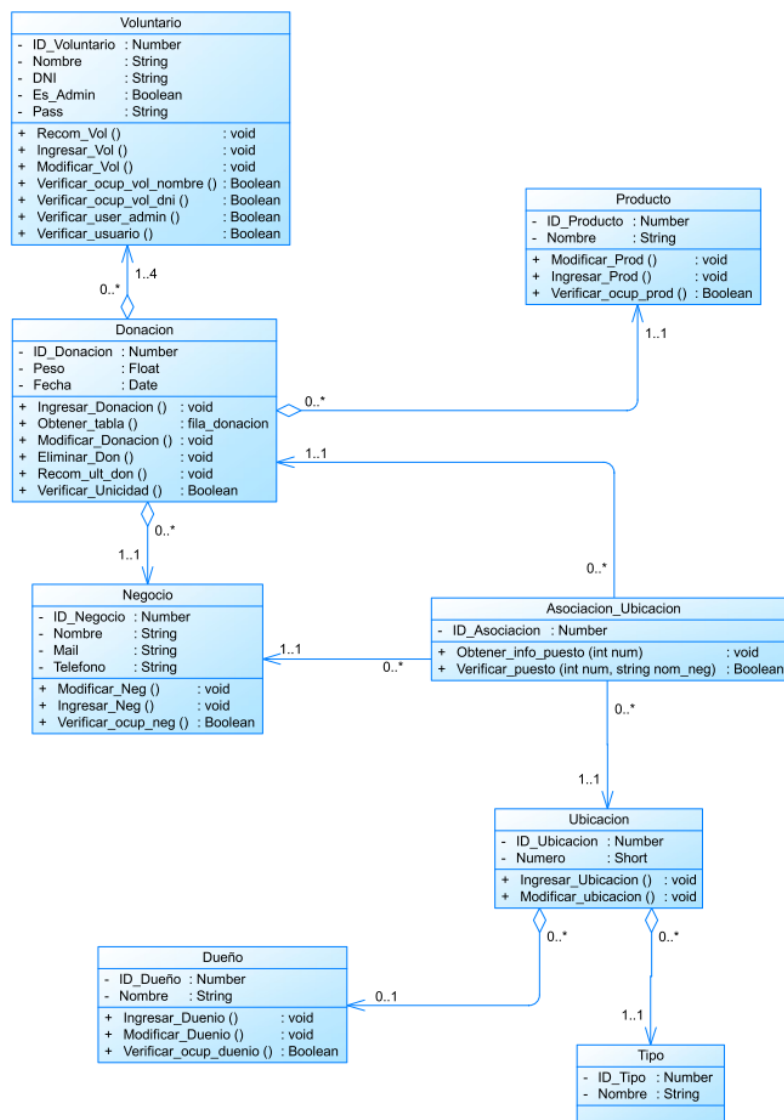 Voluntario
- ID_Voluntario : Number
- Nombre : String
- DNI : String
- Es_Admin : Boolean
- Pass : String
+ Recom_Vol () : void
+ Ingresar_Vol () : void
+ Modificar_Vol () : void
+ Verificar_ocup_vol_nombre () : Boolean
+ Verificar_ocup_vol_dni () : Boolean
+ Verificar_user_admin () : Boolean
+ Verificar_usuario () : Boolean
1..4
0..*
Producto
- ID_Producto : Number
- Nombre : String
+ Modificar_Prod () : void
+ Ingresar_Prod () : void
+ Verificar_ocup_prod () : Boolean
1..1
0..*
Donacion
- ID_Donacion : Number
- Peso : Float
- Fecha : Date
+ Ingresar_Donacion () : void
+ Obtener_tabla () : fila_donacion
+ Modificar_Donacion () : void
+ Eliminar_Don () : void
+ Recom_ult_don () : void
+ Verificar_Unicidad () : Boolean
1..1
0..*
0..*
1..1
Negocio
- ID_Negocio : Number
- Nombre : String
- Mail : String
- Telefono : String
+ Modificar_Neg () : void
+ Ingresar_Neg () : void
+ Verificar_ocup_neg () : Boolean
1..1
0..*
Asociacion_Ubicacion
- ID_Asociacion : Number
+ Obtener_info_puesto (int num) : void
+ Verificar_puesto (int num, string nom_neg) : Boolean
0..*
1..1
Ubicacion
- ID_Ubicacion : Number
- Numero : Short
+ Ingresar_Ubicacion () : void
+ Modificar_ubicacion () : void
0..*
0..*
0..1
1..1
Dueño
- ID_Dueño : Number
- Nombre : String
+ Ingresar_Duenio () : void
+ Modificar_Duenio () : void
+ Verificar_ocup_duenio () : Boolean
Tipo
- ID_Tipo : Number
- Nombre : String